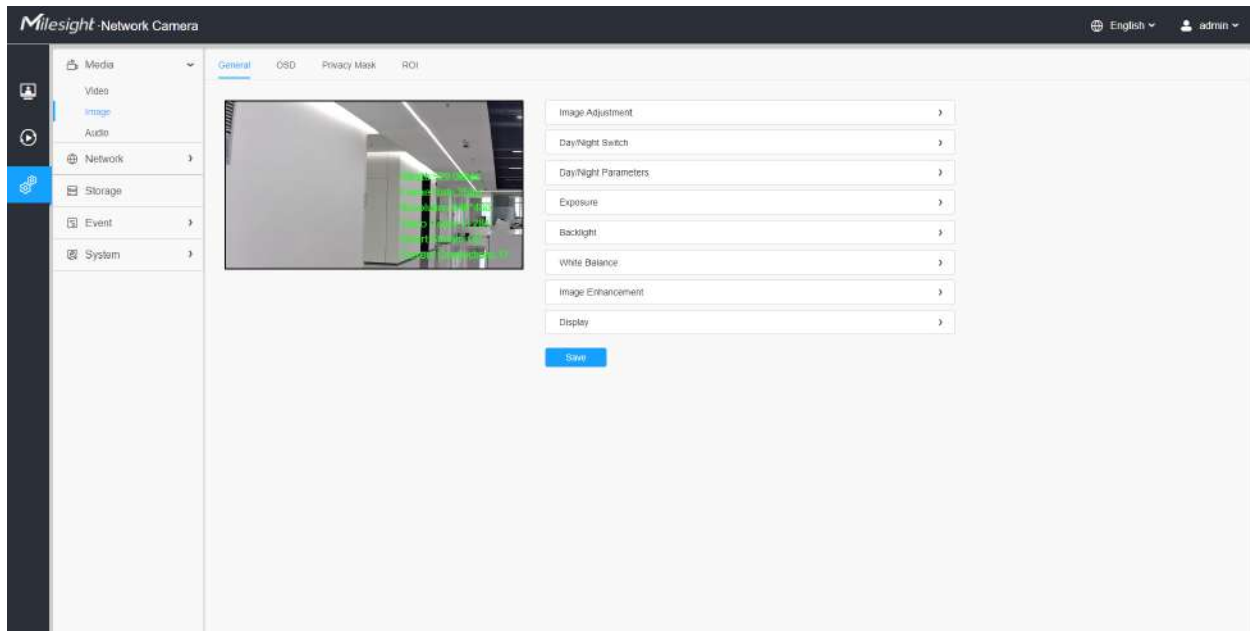 Milesight · Network Camera
English
admin
Media
Video
Image
Audio
Network
Storage
Event
System
General OSD Privacy Mask ROI
Image Adjustment
Day/Night Switch
Day/Night Parameters
Exposure
Backlight
White Balance
Image Enhancement
Display
Save